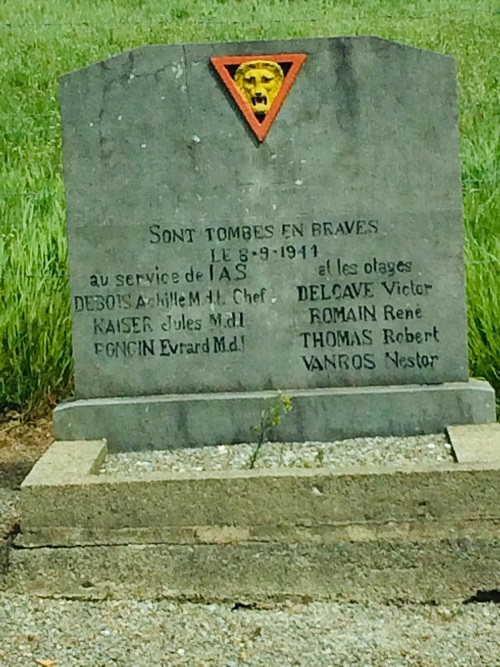 SONT TOMBES EN BRAVES
LE 8-9-1944
au service de l'A S
DEBOIS Achille M.d.L Chef
KAISER Jules M.d.l
PONCIN Evrard M.d.l
et les otages
DELCAVE Victor
ROMAIN René
THOMAS Robert
VANROS Nestor